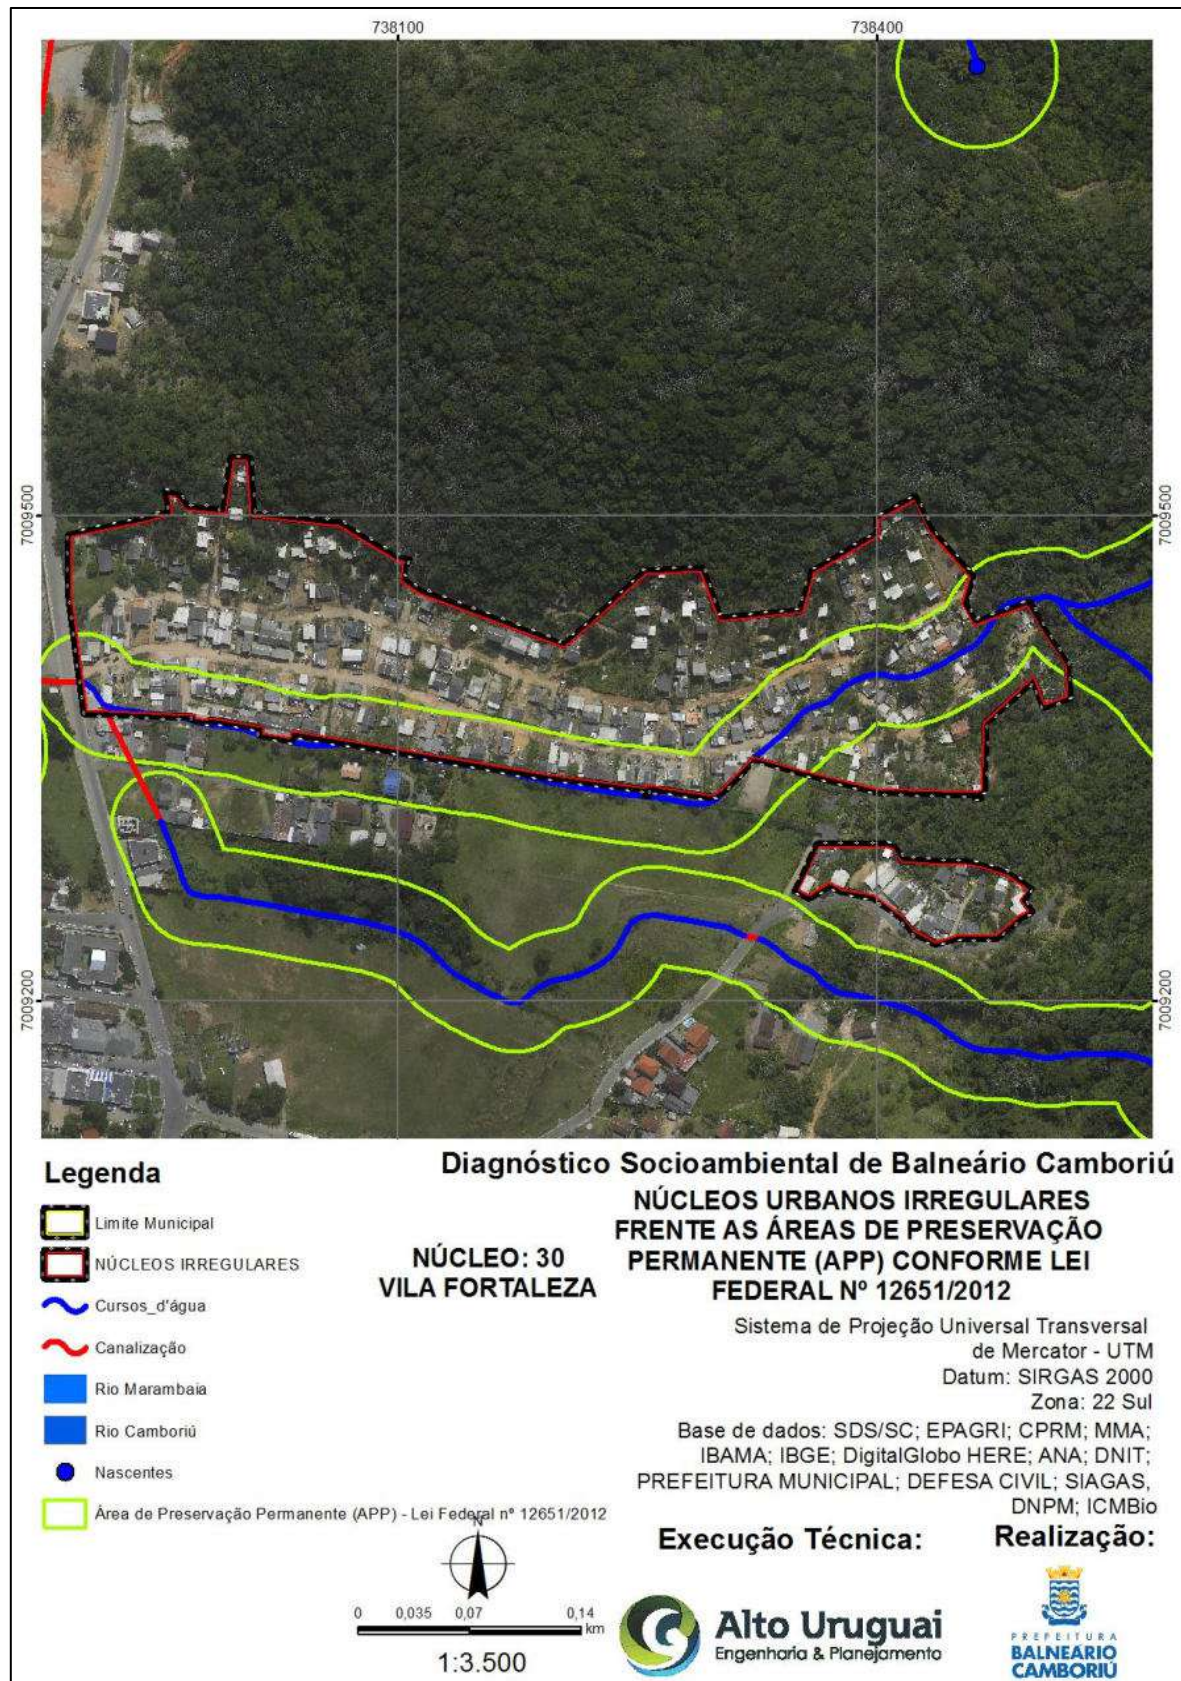 738100
738400
7009500
7009500
7009200
7009200
Legenda
Limite Municipal
NÚCLEOS IRREGULARES
Cursos_d'água
Canalização
Rio Marambaia
Rio Camboriú
Nascentes
Área de Preservação Permanente (APP) - Lei Federal nº 12651/2012
Diagnóstico Socioambiental de Balneário Camboriú
NÚCLEO: 30
VILA FORTALEZA
NÚCLEOS URBANOS IRREGULARES
FRENTE AS ÁREAS DE PRESERVAÇÃO
PERMANENTE (APP) CONFORME LEI
FEDERAL Nº 12651/2012
Sistema de Projeção Universal Transversal
de Mercator - UTM
Datum: SIRGAS 2000
Zona: 22 Sul
Base de dados: SDS/SC; EPAGRI; CPRM; MMA;
IBAMA; IBGE; DigitalGlobo HERE; ANA; DNIT;
PREFEITURA MUNICIPAL; DEFESA CIVIL; SIAGAS,
DNPM; ICMBio
N
0 0,035 0,07 0,14
km
1:3.500
Execução Técnica:
Alto Uruguai
Engenharia & Planejamento
Realização:
PREFEITURA
BALNEÁRIO
CAMBORIÚ